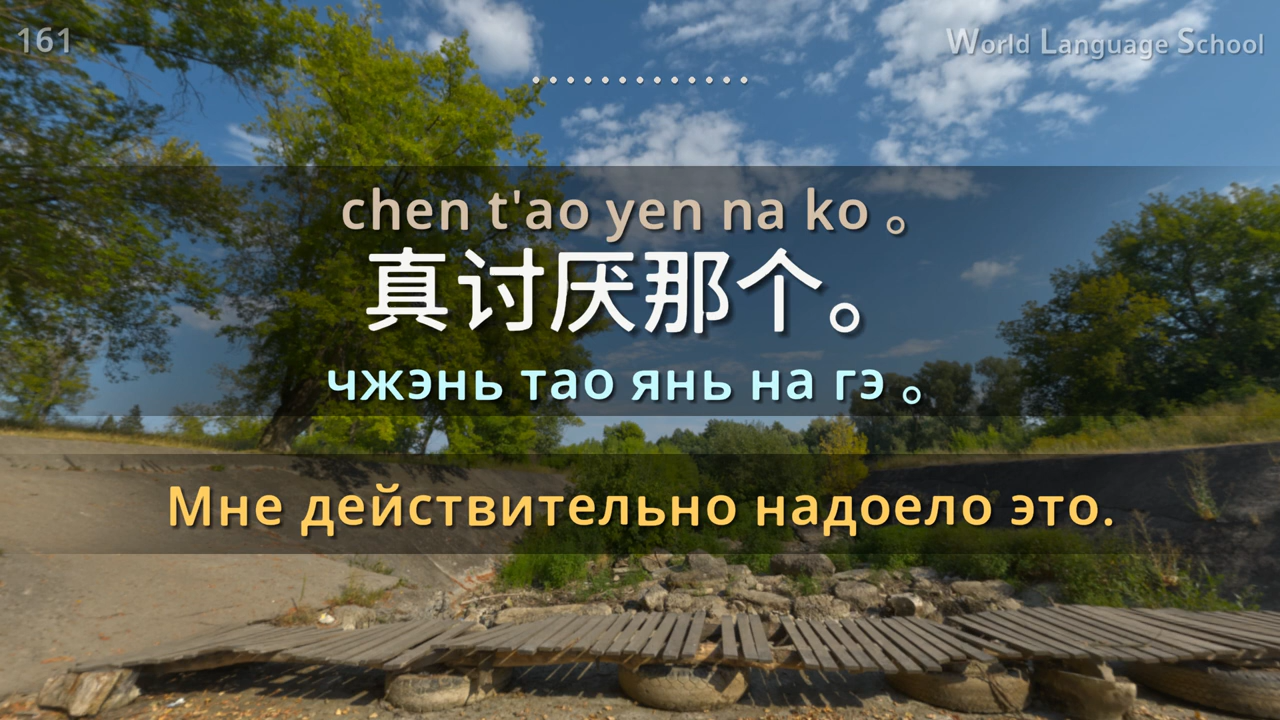 161
World Language School
chen t'ao yen na ko 。
真讨厌那个。
чжэнь тао янь на гэ 。
Мне действительно надоело это.